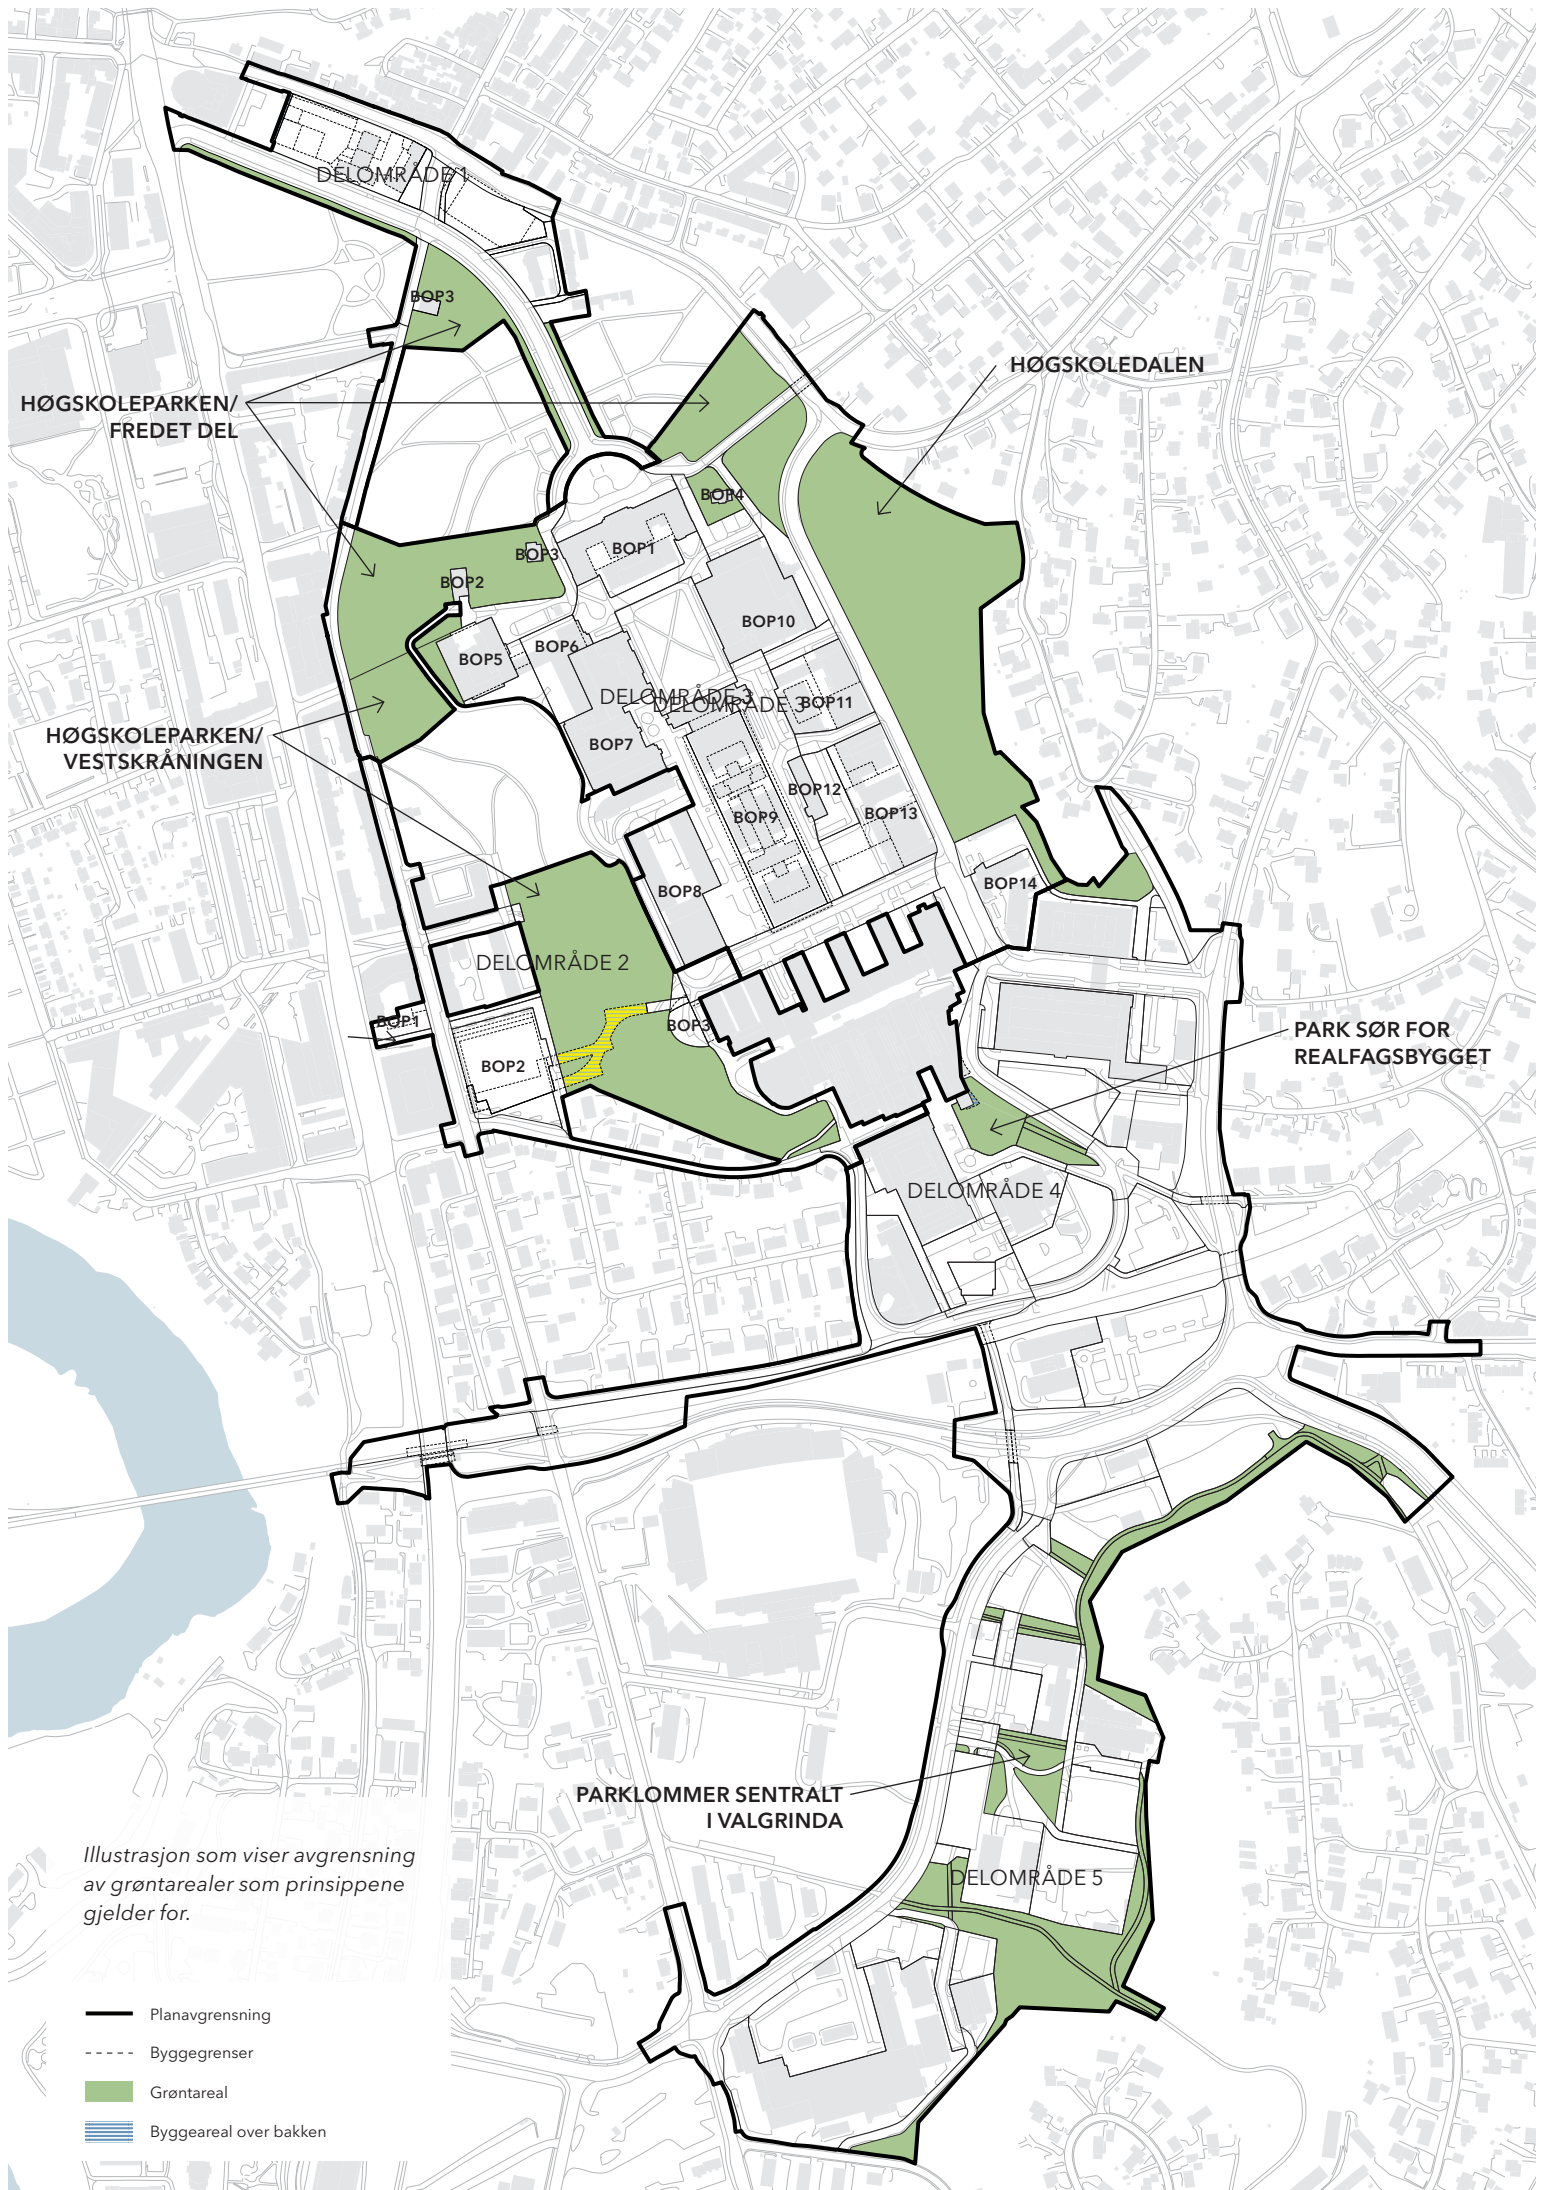 DELOMRÅDE 1
BOP3
HØGSKOLEDALEN
HØGSKOLEPARKEN/
FREDET DEL
BOP4
BOP1
BOP3
BOP2
BOP10
BOP6
BOP5
DELOMRÅDE 3
DELOMRÅDE 3
BOP11
HØGSKOLEPARKEN/
VESTSKRÅNINGEN
BOP7
BOP12
BOP9
BOP13
BOP14
BOP8
DELOMRÅDE 2
BOP1
BOP3
PARK SØR FOR
REALFAGSBYGGET
BOP2
DELOMRÅDE 4
PARKLOMMER SENTRALT
I VALGRINDA
DELOMRÅDE 5
Illustrasjon som viser avgrensning
av grøntarealer som prinsippene
gjelder for.
Planavgrensning
Byggegrenser
Grøntareal
Byggeareal over bakken